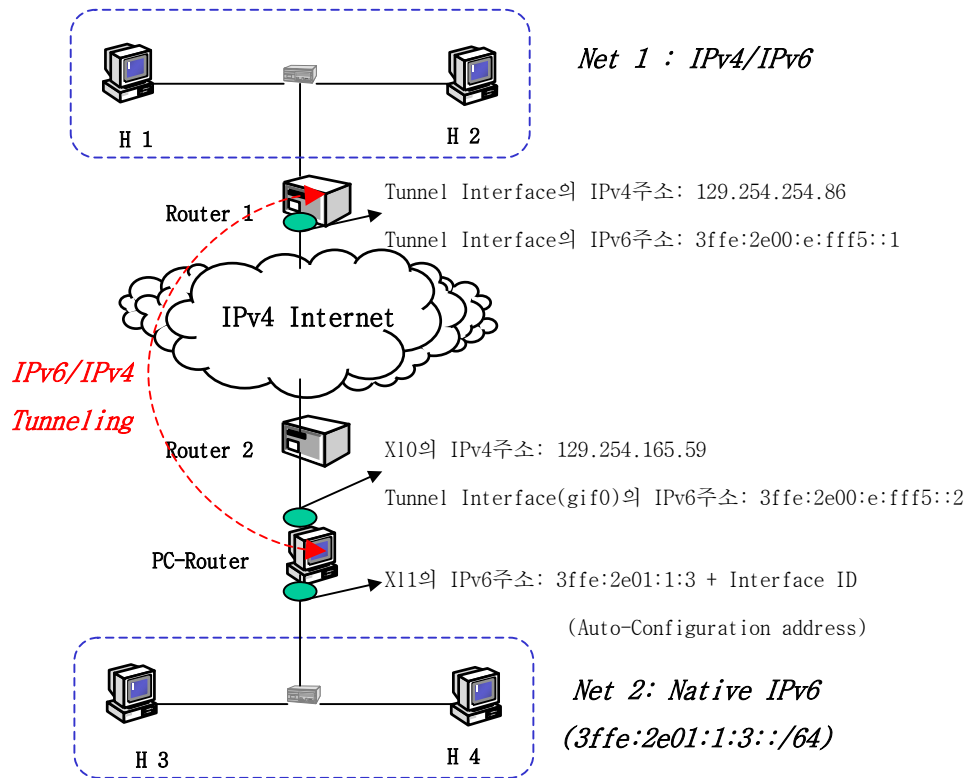 Net 1 : IPv4/IPv6
H 1
H 2
Router 1
Tunnel Interface의 IPv4주소: 129.254.254.86
Tunnel Interface의 IPv6주소: 3ffe:2e00:e:fff5::1
IPv4 Internet
IPv6/IPv4
Tunneling
Router 2
Xl0의 IPv4주소: 129.254.165.59
Tunnel Interface(gif0)의 IPv6주소: 3ffe:2e00:e:fff5::2
PC-Router
Xl1의 IPv6주소: 3ffe:2e01:1:3 + Interface ID
(Auto-Configuration address)
Net 2: Native IPv6
(3ffe:2e01:1:3::/64)
H 3
H 4